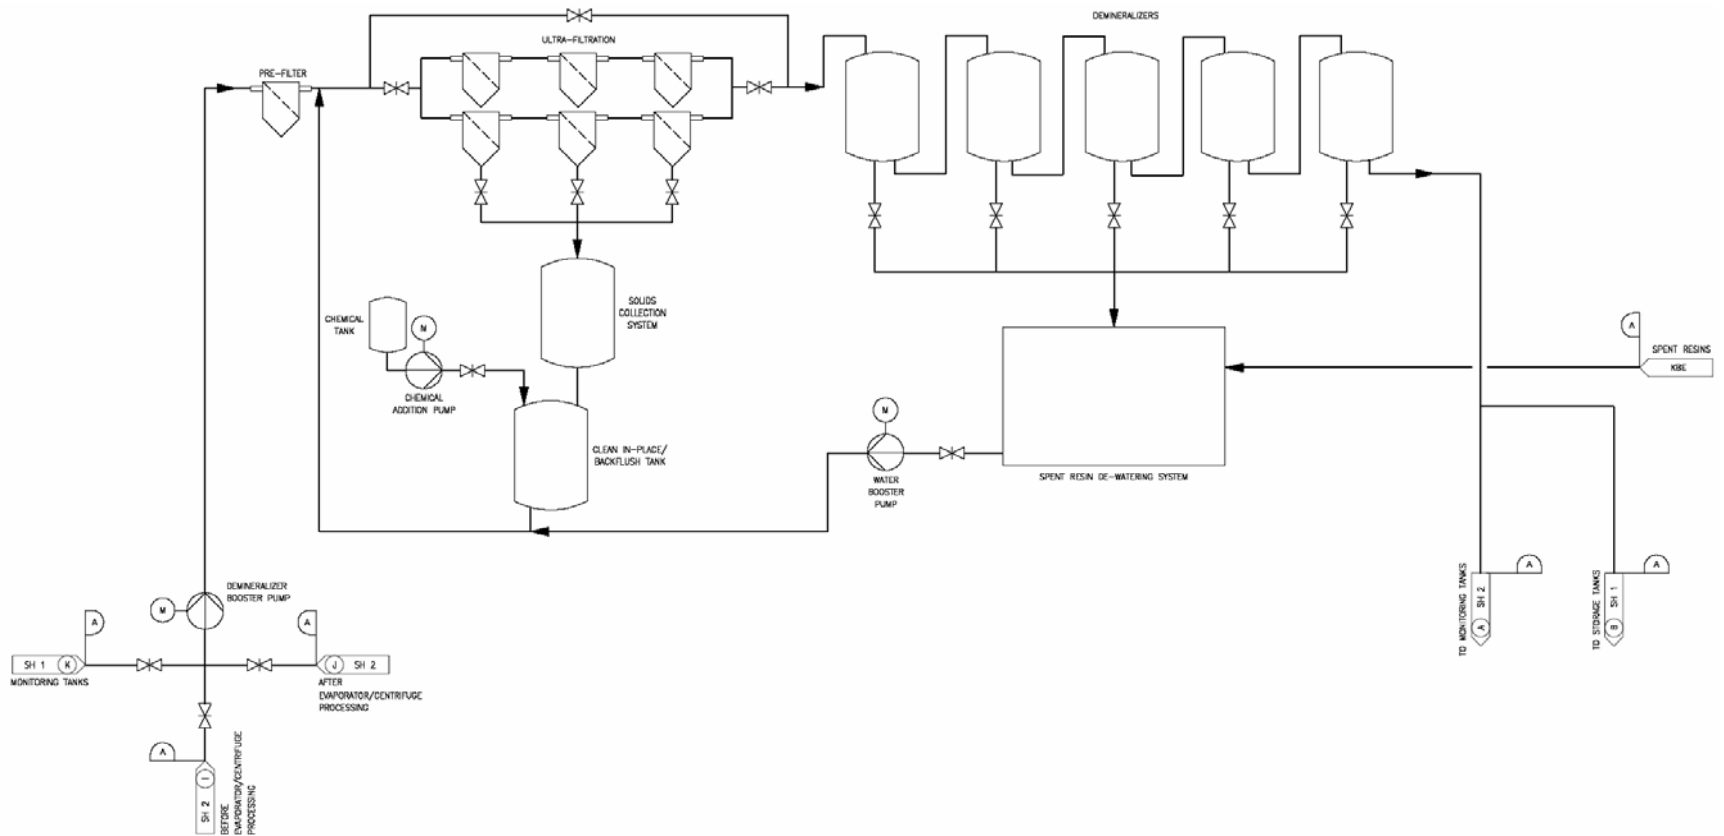 DEMINERALIZERS
ULTRA-FILTRATION
PRE-FILTER
SOLIDS
COLLECTION
SYSTEM
CHEMICAL
TANK
M
CHEMICAL
ADDITION PUMP
CLEAN IN-PLACE/
BACKFLUSH TANK
M
WATER
BOOSTER
PUMP
SPENT RESIN DE-WATERING SYSTEM
A
SPENT RESINS
KBE
DEMINERALIZER
BOOSTER PUMP
M
A
A
SH 1 K
MONITORING TANKS
J SH 2
AFTER
EVAPORATOR/CENTRIFUGE
PROCESSING
A
SH 2 I
BEFORE
EVAPORATOR/CENTRIFUGE
PROCESSING
A
TO MONITORING TANKS
A SH 2
A
TO STORAGE TANKS
B SH 1